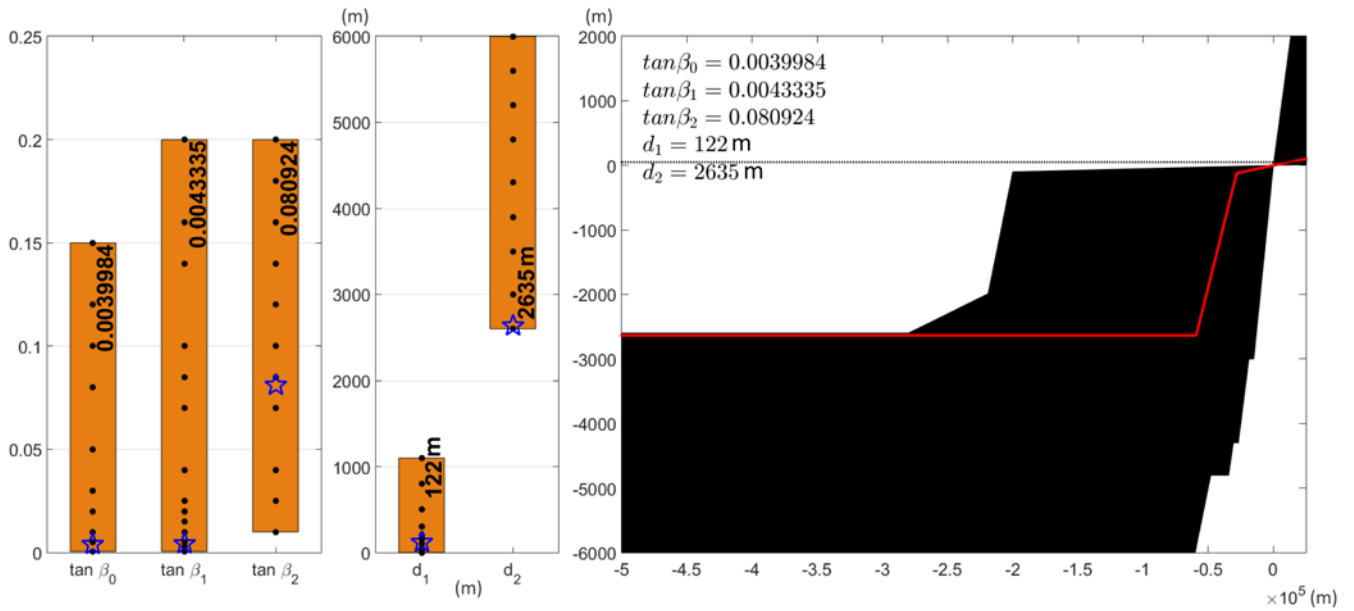 (m)
(m)
0.25
0.2
0.15
0.1
0.05
0
0.0039984
0.0043335
0.080924
tan β₀
tan β₁
tan β₂
6000
5000
4000
3000
2000
1000
0
122 m
2635 m
d₁
d₂
(m)
2000
1000
0
-1000
-2000
-3000
-4000
-5000
-6000
tanβ₀ = 0.0039984
tanβ₁ = 0.0043335
tanβ₂ = 0.080924
d₁ = 122 m
d₂ = 2635 m
-5 -4.5 -4 -3.5 -3 -2.5 -2 -1.5 -1 -0.5 0
×10⁵ (m)